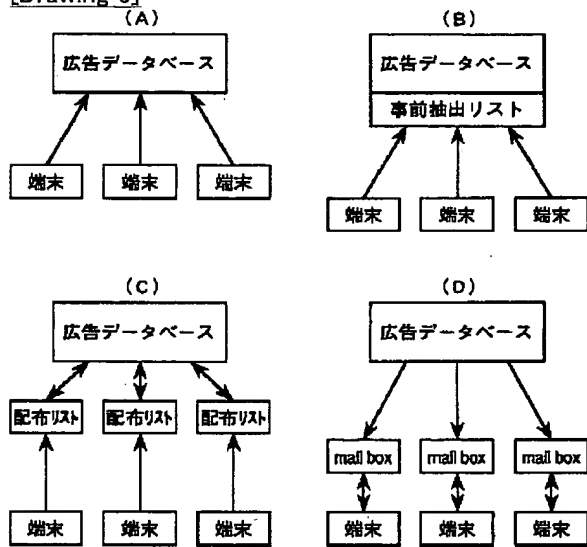 (A)
広告データベース
端末 端末 端末
(B)
広告データベース
事前抽出リスト
端末 端末 端末
(C)
広告データベース
配布リスト 配布リスト 配布リスト
端末 端末 端末
(D)
広告データベース
mail box mail box mail box
端末 端末 端末